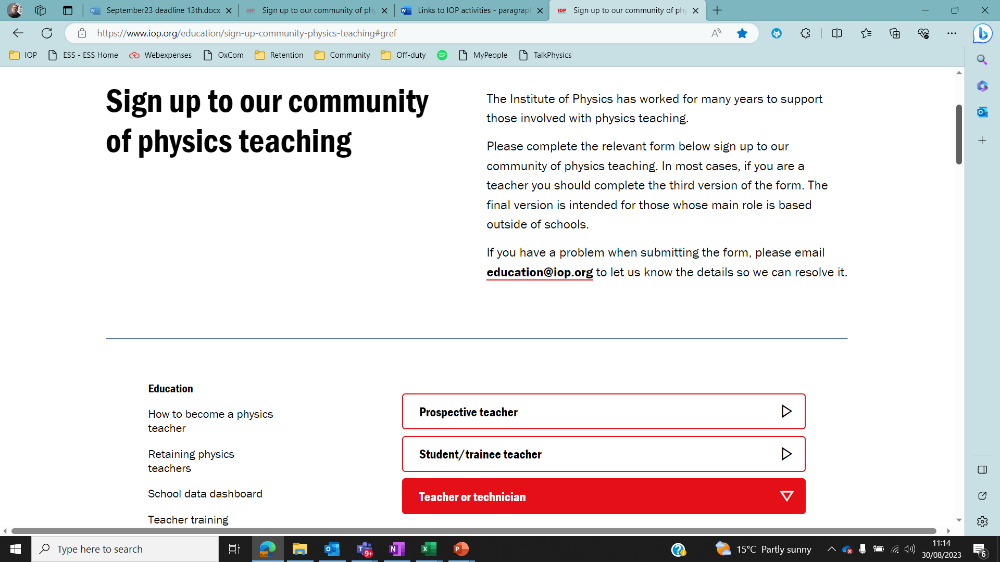 September23 deadline 13th.docx
IOP Sign up to our community of phy
Links to IOP activities - paragrap
IOP Sign up to our community of phy
https://www.iop.org/education/sign-up-community-physics-teaching#gref
IOP
ESS - ESS Home
Webexpenses
OxCom
Retention
Community
Off-duty
MyPeople
TalkPhysics
Sign up to our community
of physics teaching
The Institute of Physics has worked for many years to support
those involved with physics teaching.
Please complete the relevant form below sign up to our
community of physics teaching. In most cases, if you are a
teacher you should complete the third version of the form. The
final version is intended for those whose main role is based
outside of schools.
If you have a problem when submitting the form, please email
education@iop.org to let us know the details so we can resolve it.
Education
How to become a physics
teacher
Retaining physics
teachers
School data dashboard
Teacher training
Prospective teacher
Student/trainee teacher
Teacher or technician
Type here to search
9+
15°C Partly sunny
11:14
30/08/2023
6